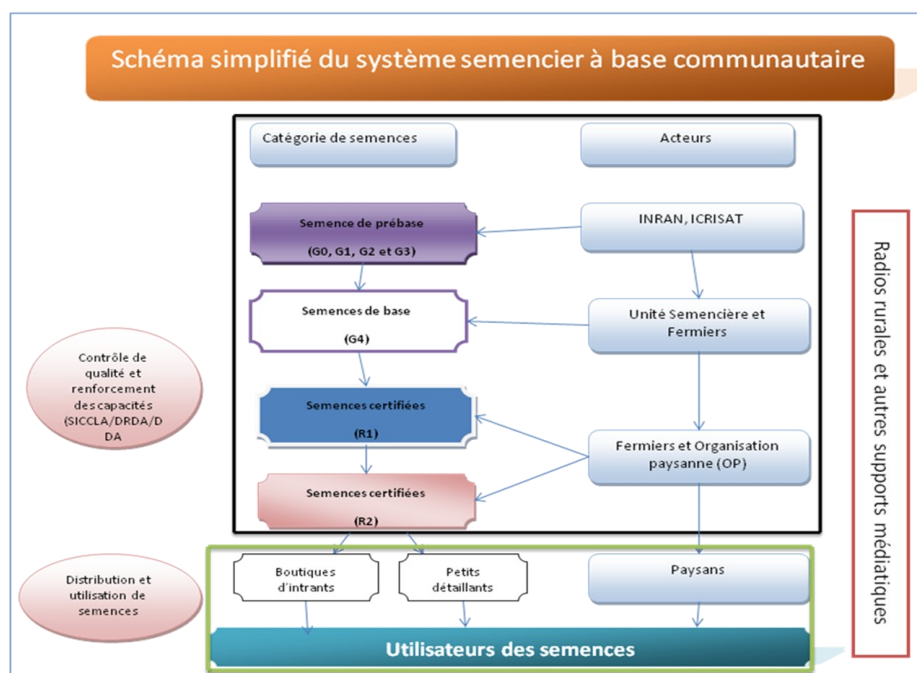 Schéma simplifié du système semencier à base communautaire
Catégorie de semences
Acteurs
Semence de prébase
(G0, G1, G2 et G3)
INRAN, ICRISAT
Semences de base
(G4)
Unité Semencière et
Fermiers
Contrôle de
qualité et
renforcement
des capacités
(SICCLA/DRDA/D
DA
Semences certifiées
(R1)
Fermiers et Organisation
paysanne (OP)
Semences certifiées
(R2)
Distribution et
utilisation de
semences
Boutiques
d'intrants
Petits
détaillants
Paysans
Utilisateurs des semences
Radios rurales et autres supports médiatiques